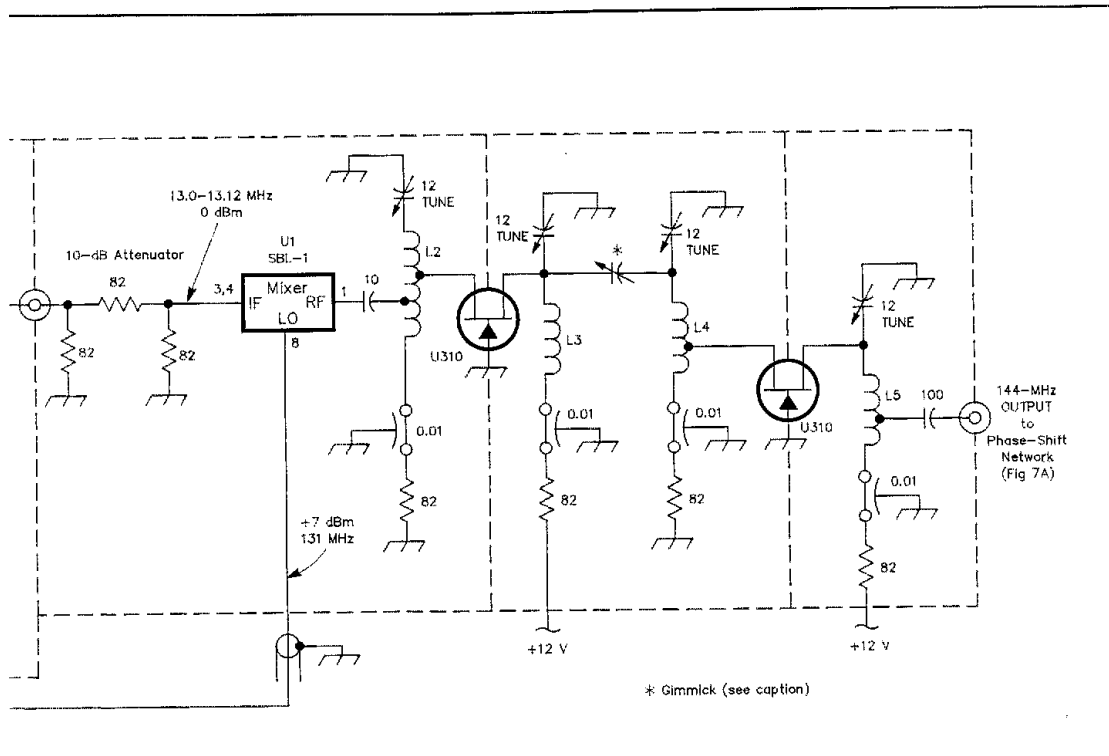 13.0–13.12 MHz
0 dBm
10-dB Attenuator
82
82
82
U1
SBL-1
3,4
IF
Mixer
RF
LO
1
8
10
12
TUNE
L2
0.01
82
U310
+7 dBm
131 MHz
12
TUNE
L3
0.01
82
+12 V
*
12
TUNE
L4
0.01
82
U310
12
TUNE
L5
100
0.01
82
+12 V
144-MHz
OUTPUT
to
Phase-Shift
Network
(Fig 7A)
* Gimmick (see caption)